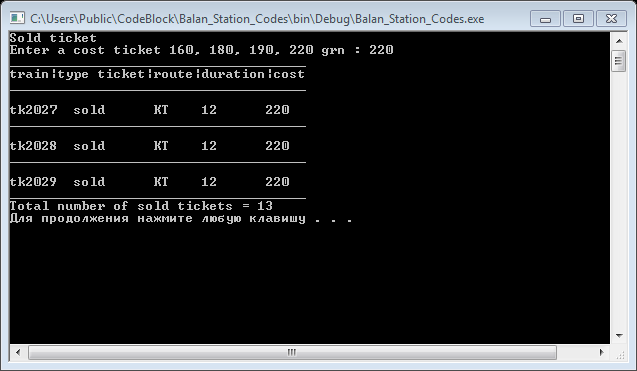 C:\Users\Public\CodeBlock\Balan_Station_Codes\bin\Debug\Balan_Station_Codes.exe
Sold ticket
Enter a cost ticket 160, 180, 190, 220 grn : 220
train|type ticket|route|duration|cost
tk2027 sold KT 12 220
tk2028 sold KT 12 220
tk2029 sold KT 12 220
Total number of sold tickets = 13
Для продолжения нажмите любую клавишу . . .